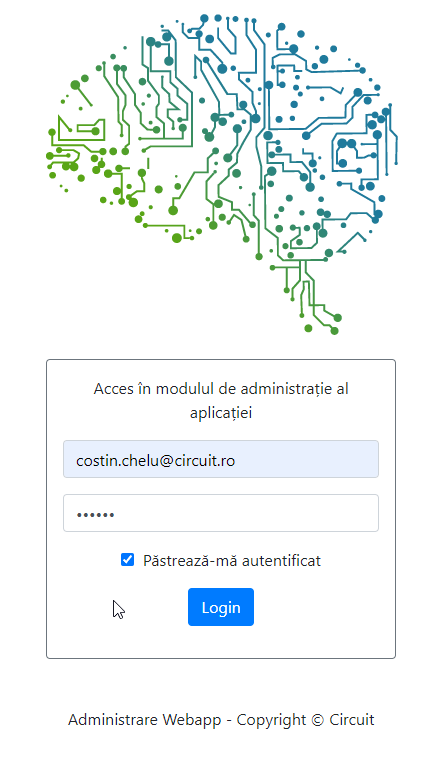 Acces în modulul de administrație al
aplicației
costin.chelu@circuit.ro
••••••
Păstrează-mă autentificat
Login
Administrare Webapp - Copyright © Circuit